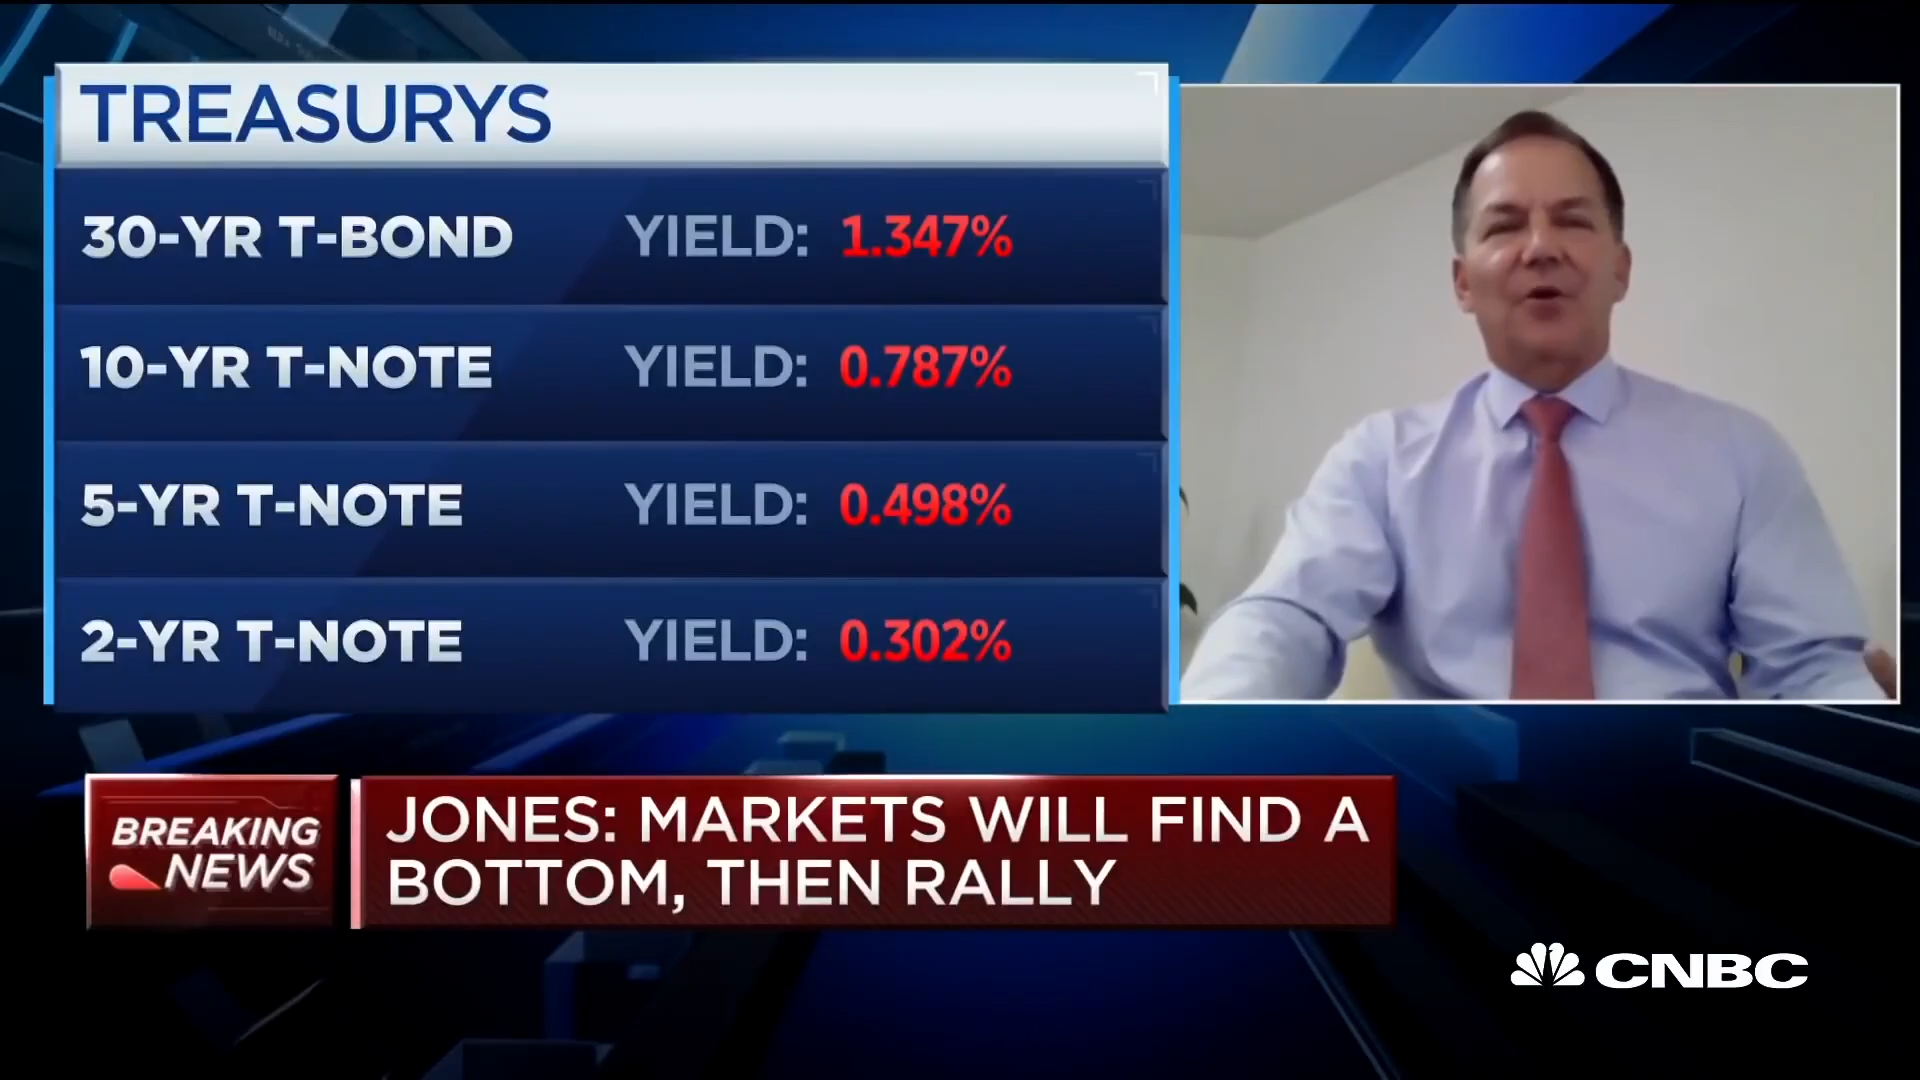 TREASURYS
30-YR T-BOND YIELD: 1.347%
10-YR T-NOTE YIELD: 0.787%
5-YR T-NOTE YIELD: 0.498%
2-YR T-NOTE YIELD: 0.302%
BREAKING
NEWS
JONES: MARKETS WILL FIND A
BOTTOM, THEN RALLY
CNBC